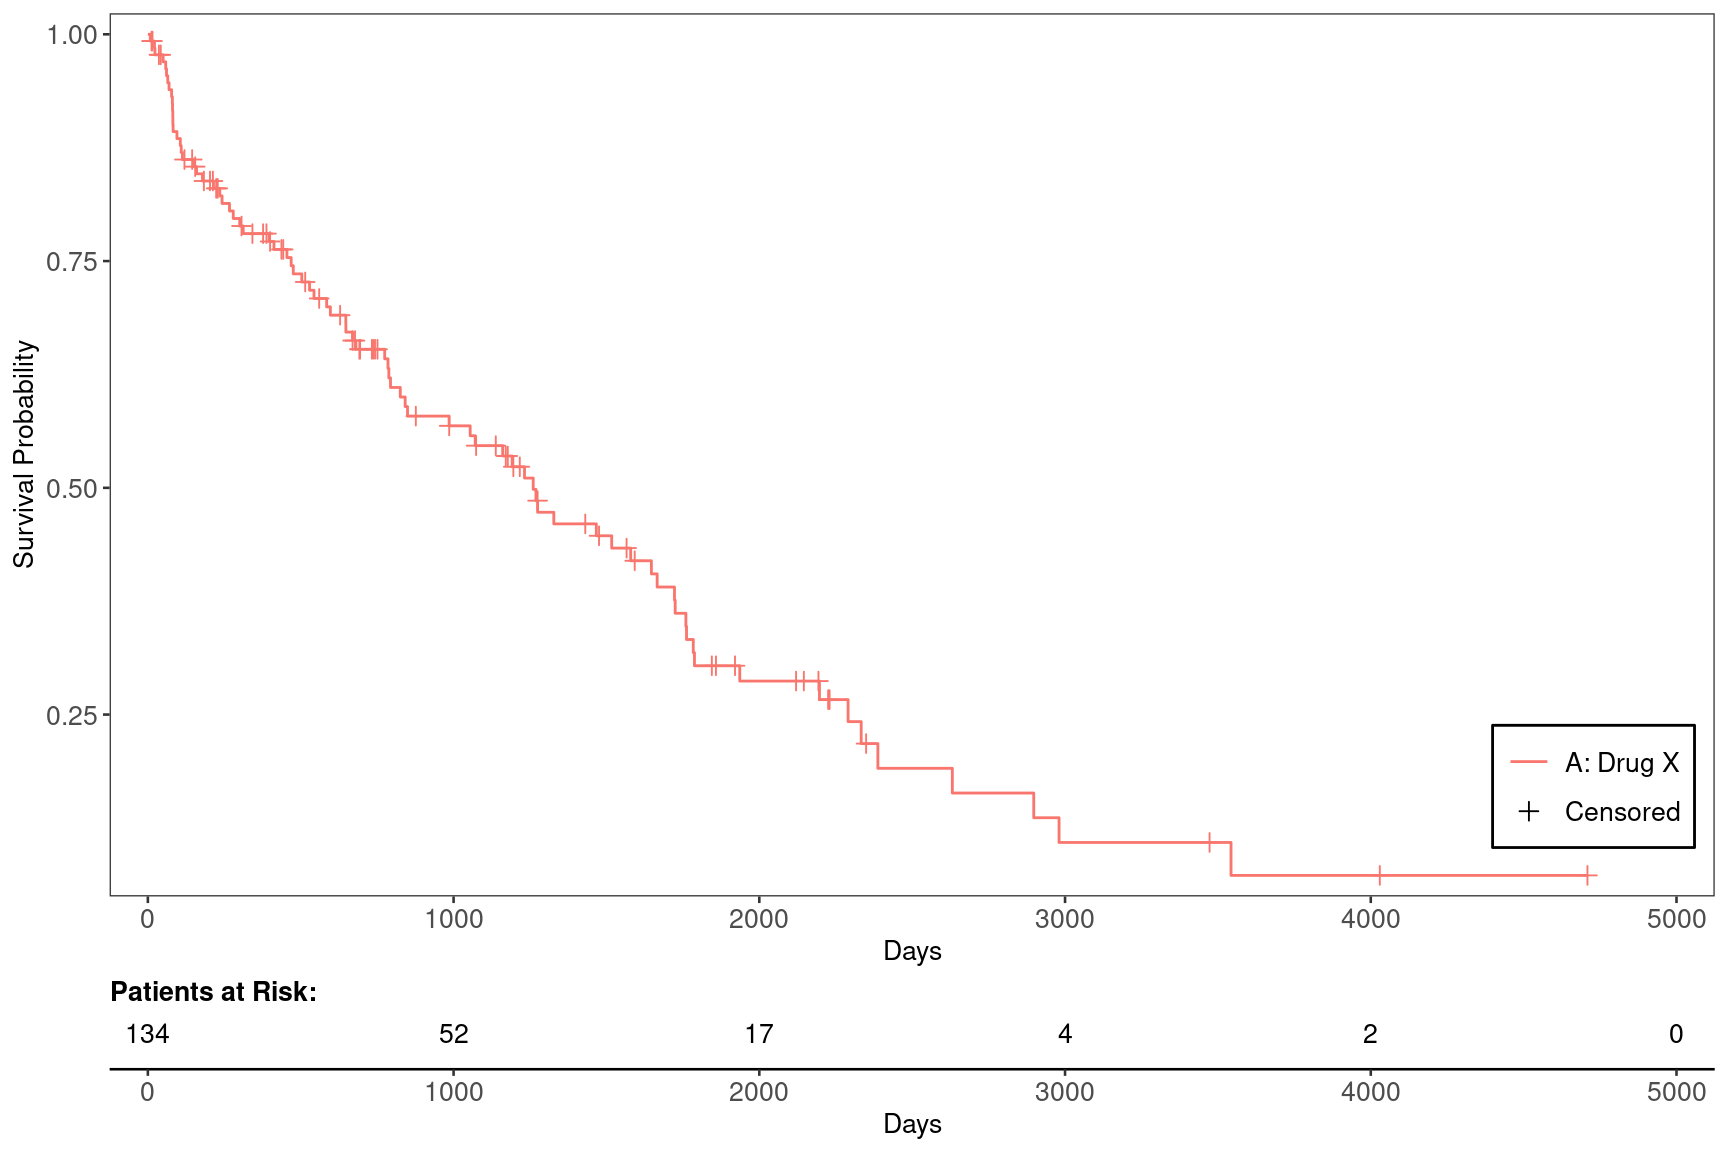 1.00
0.75
0.50
0.25
Survival Probability
A: Drug X
Censored
0 1000 2000 3000 4000 5000
Days
Patients at Risk:
134 52 17 4 2 0
0 1000 2000 3000 4000 5000
Days